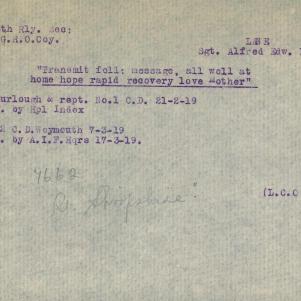 th Rly. Sec;
G.R.O.Coy.
LANE
Sgt. Alfred Edw.
"Transmit foll; message, all well at
home hope rapid recovery love mother"
urlough & rept. No.1 C.D. 21-2-19
. by Hpl Index
C.D.Weymouth 7-3-19
. by A.I.F.Hqrs 17-3-19.
(L.C.O